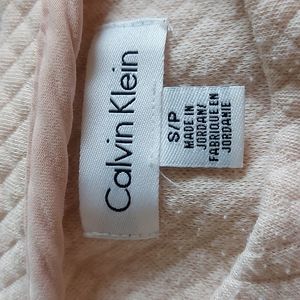 Calvin Klein
S/P
MADE IN
JORDAN/
FABRIQUÉ EN
JORDANIE